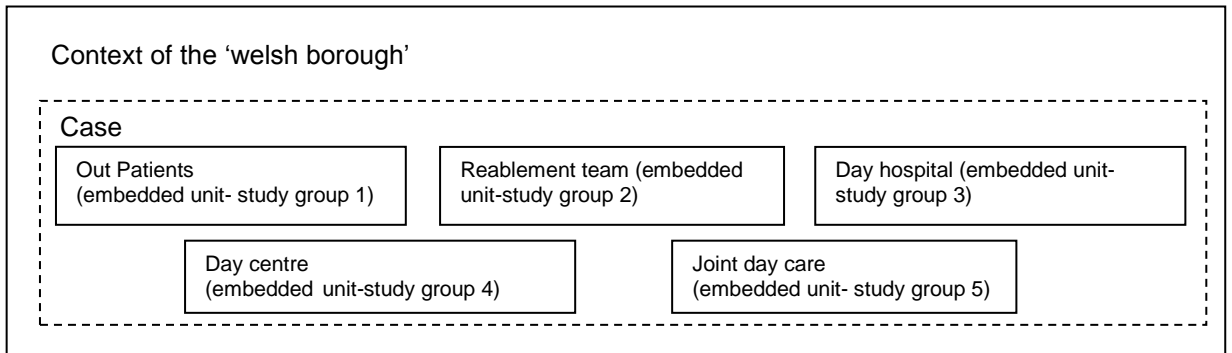 Context of the ‘welsh borough’
Case
Out Patients
(embedded unit- study group 1)
Reablement team (embedded
unit-study group 2)
Day hospital (embedded unit-
study group 3)
Day centre
(embedded unit-study group 4)
Joint day care
(embedded unit- study group 5)